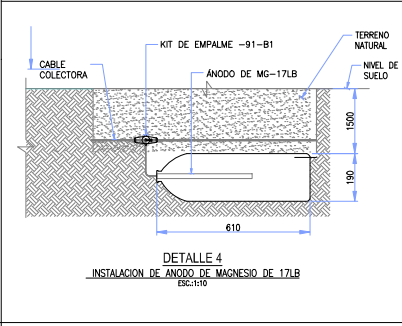 KIT DE EMPALME -91-B1
TERRENO
NATURAL
CABLE
COLECTORA
ÁNODO DE MG-17LB
NIVEL DE
SUELO
1500
190
610
DETALLE 4
INSTALACION DE ANODO DE MAGNESIO DE 17LB
ESC.:1:10